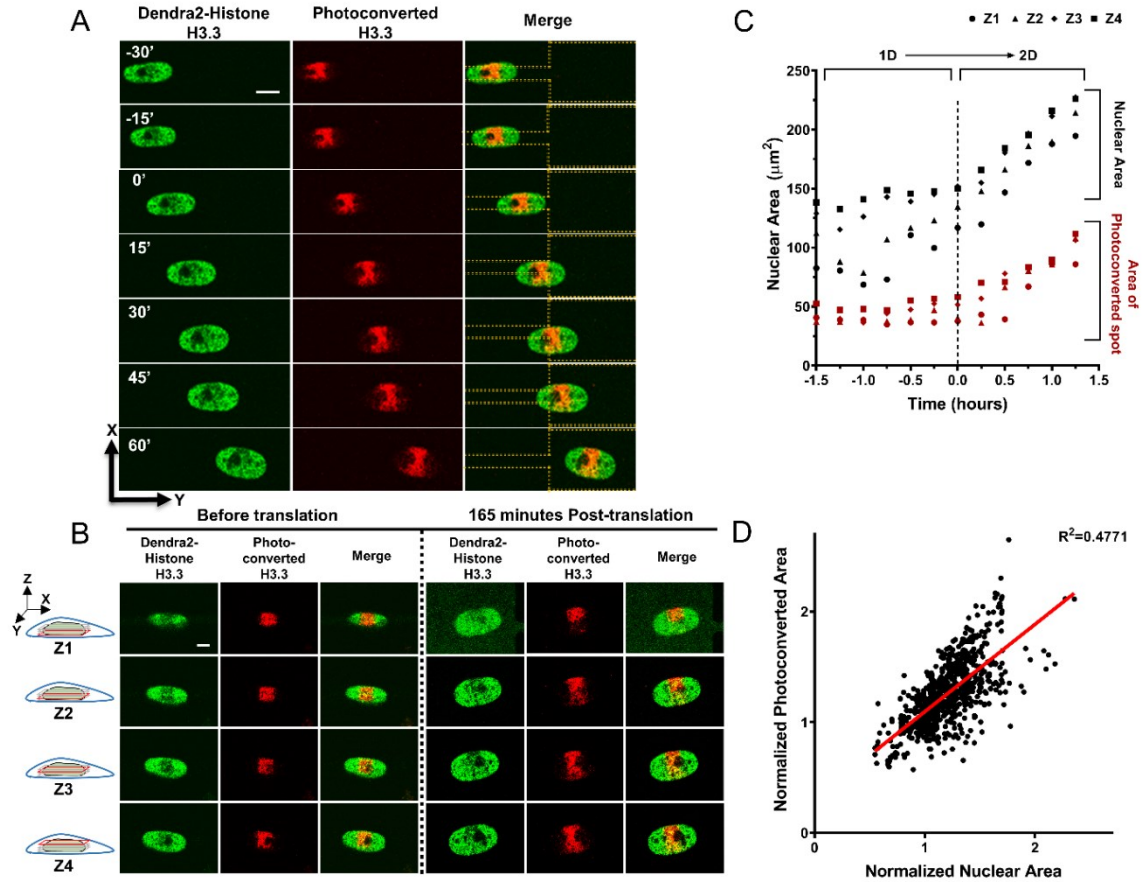 A
Dendra2-Histone H3.3
Photoconverted H3.3
Merge
-30'
-15'
0'
15'
30'
45'
60'
X
Y
B
Before translation
165 minutes Post-translation
Dendra2-Histone H3.3
Photo-converted H3.3
Merge
Dendra2-Histone H3.3
Photo-converted H3.3
Merge
Z
X
Y
Z1
Z2
Z3
Z4
C
Z1 Z2 Z3 Z4
1D 2D
250
200
150
100
50
0
-1.5 -1.0 -0.5 0.0 0.5 1.0 1.5
Nuclear Area (μm²)
Time (hours)
Nuclear Area
Area of Photoconverted spot
D
R²=0.4771
2
1
0
0 1 2
Normalized Photoconverted Area
Normalized Nuclear Area